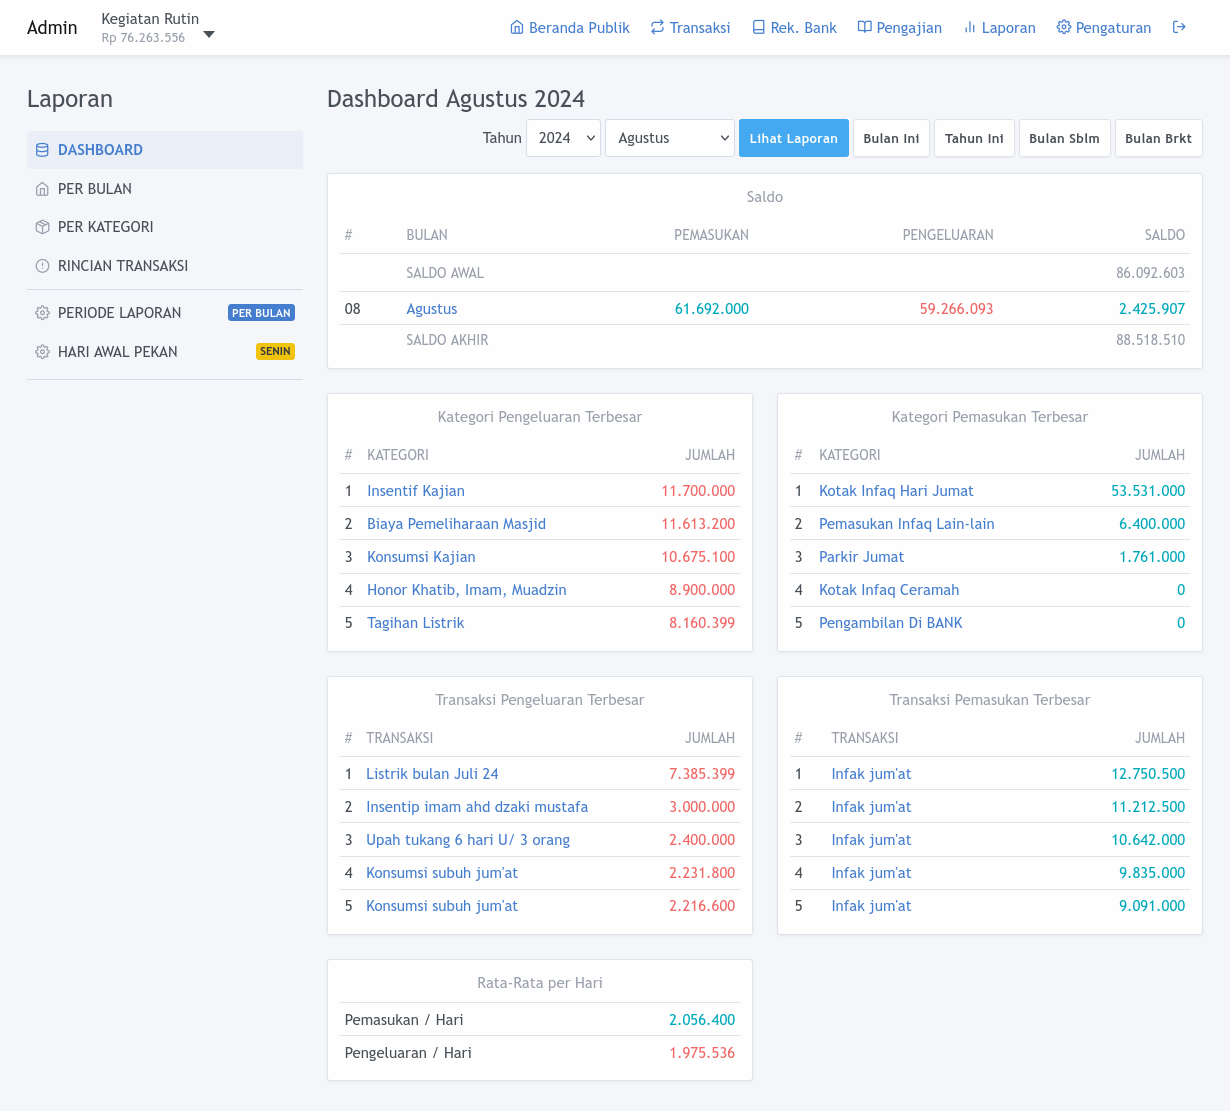 Admin
Kegiatan Rutin
Rp 76.263.556
Beranda Publik Transaksi Rek. Bank Pengajian Laporan Pengaturan
Laporan
DASHBOARD
PER BULAN
PER KATEGORI
RINCIAN TRANSAKSI
PERIODE LAPORAN PER BULAN
HARI AWAL PEKAN SENIN
Dashboard Agustus 2024
Tahun 2024 Agustus Lihat Laporan Bulan Ini Tahun Ini Bulan Sblm Bulan Brkt
Saldo
# BULAN PEMASUKAN PENGELUARAN SALDO
SALDO AWAL 86.092.603
08 Agustus 61.692.000 59.266.093 2.425.907
SALDO AKHIR 88.518.510
Kategori Pengeluaran Terbesar
# KATEGORI JUMLAH
1 Insentif Kajian 11.700.000
2 Biaya Pemeliharaan Masjid 11.613.200
3 Konsumsi Kajian 10.675.100
4 Honor Khatib, Imam, Muadzin 8.900.000
5 Tagihan Listrik 8.160.399
Kategori Pemasukan Terbesar
# KATEGORI JUMLAH
1 Kotak Infaq Hari Jumat 53.531.000
2 Pemasukan Infaq Lain-lain 6.400.000
3 Parkir Jumat 1.761.000
4 Kotak Infaq Ceramah 0
5 Pengambilan Di BANK 0
Transaksi Pengeluaran Terbesar
# TRANSAKSI JUMLAH
1 Listrik bulan Juli 24 7.385.399
2 Insentip imam ahd dzaki mustafa 3.000.000
3 Upah tukang 6 hari U/ 3 orang 2.400.000
4 Konsumsi subuh jum'at 2.231.800
5 Konsumsi subuh jum'at 2.216.600
Transaksi Pemasukan Terbesar
# TRANSAKSI JUMLAH
1 Infak jum'at 12.750.500
2 Infak jum'at 11.212.500
3 Infak jum'at 10.642.000
4 Infak jum'at 9.835.000
5 Infak jum'at 9.091.000
Rata-Rata per Hari
Pemasukan / Hari 2.056.400
Pengeluaran / Hari 1.975.536